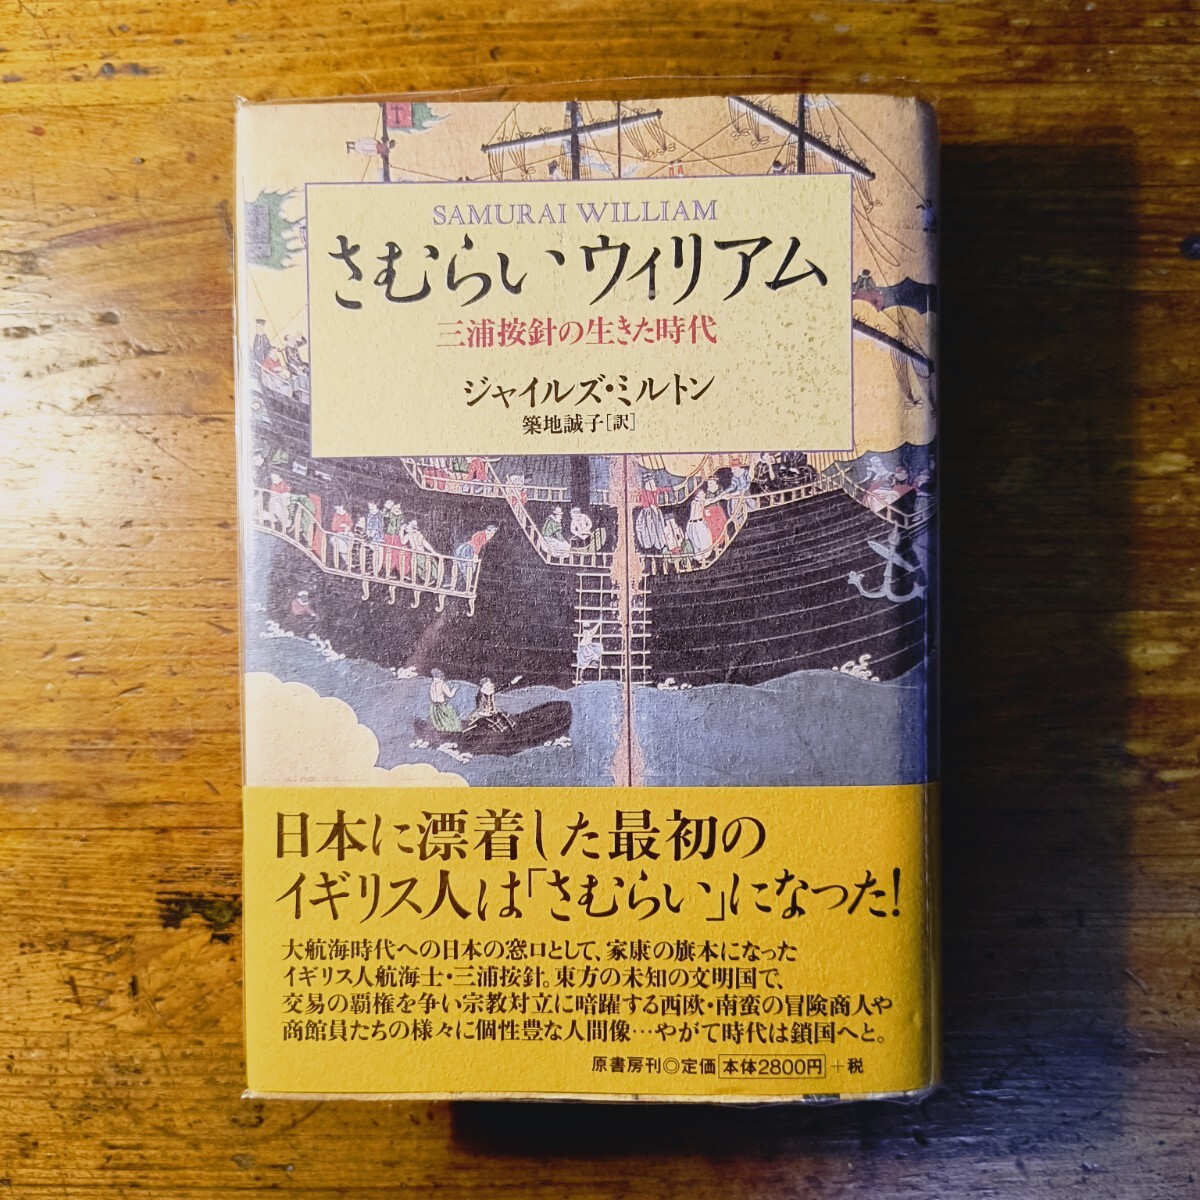 SAMURAI WILLIAM
さむらいウィリアム
三浦按針の生きた時代
ジャイルズ・ミルトン
築地誠子[訳]
日本に漂着した最初の
イギリス人は「さむらい」になった!
大航海時代への日本の窓口として、家康の旗本になった
イギリス人航海士・三浦按針。東方の未知の文明国で、
交易の覇権を争い宗教対立に暗躍する西欧・南蛮の冒険商人や
商館員たちの様々に個性豊な人間像…やがて時代は鎖国へと。
原書房刊◎定価 本体2800円 +税